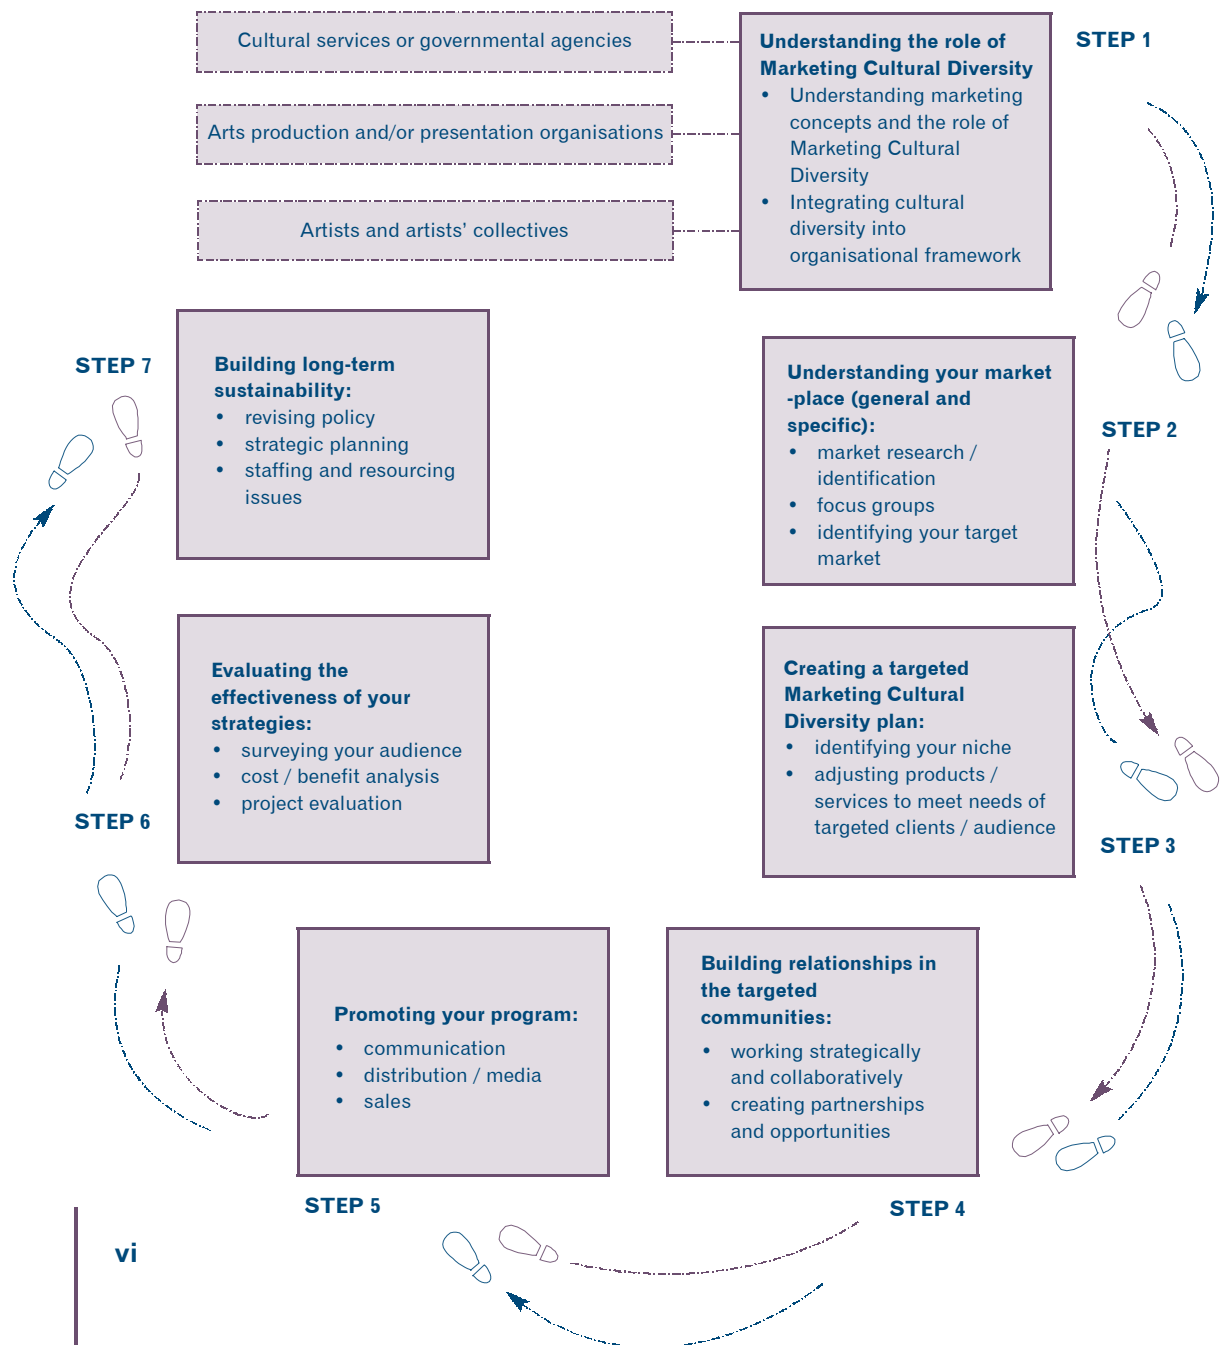 Cultural services or governmental agencies
Arts production and/or presentation organisations
Artists and artists’ collectives
STEP 1
Understanding the role of
Marketing Cultural Diversity
• Understanding marketing
concepts and the role of
Marketing Cultural
Diversity
• Integrating cultural
diversity into
organisational framework
STEP 2
Understanding your market
-place (general and
specific):
• market research /
identification
• focus groups
• identifying your target
market
Creating a targeted
Marketing Cultural
Diversity plan:
• identifying your niche
• adjusting products /
services to meet needs of
targeted clients / audience
STEP 3
Building relationships in
the targeted
communities:
• working strategically
and collaboratively
• creating partnerships
and opportunities
STEP 4
Promoting your program:
• communication
• distribution / media
• sales
STEP 5
Evaluating the
effectiveness of your
strategies:
• surveying your audience
• cost / benefit analysis
• project evaluation
STEP 6
STEP 7
Building long-term
sustainability:
• revising policy
• strategic planning
• staffing and resourcing
issues
vi